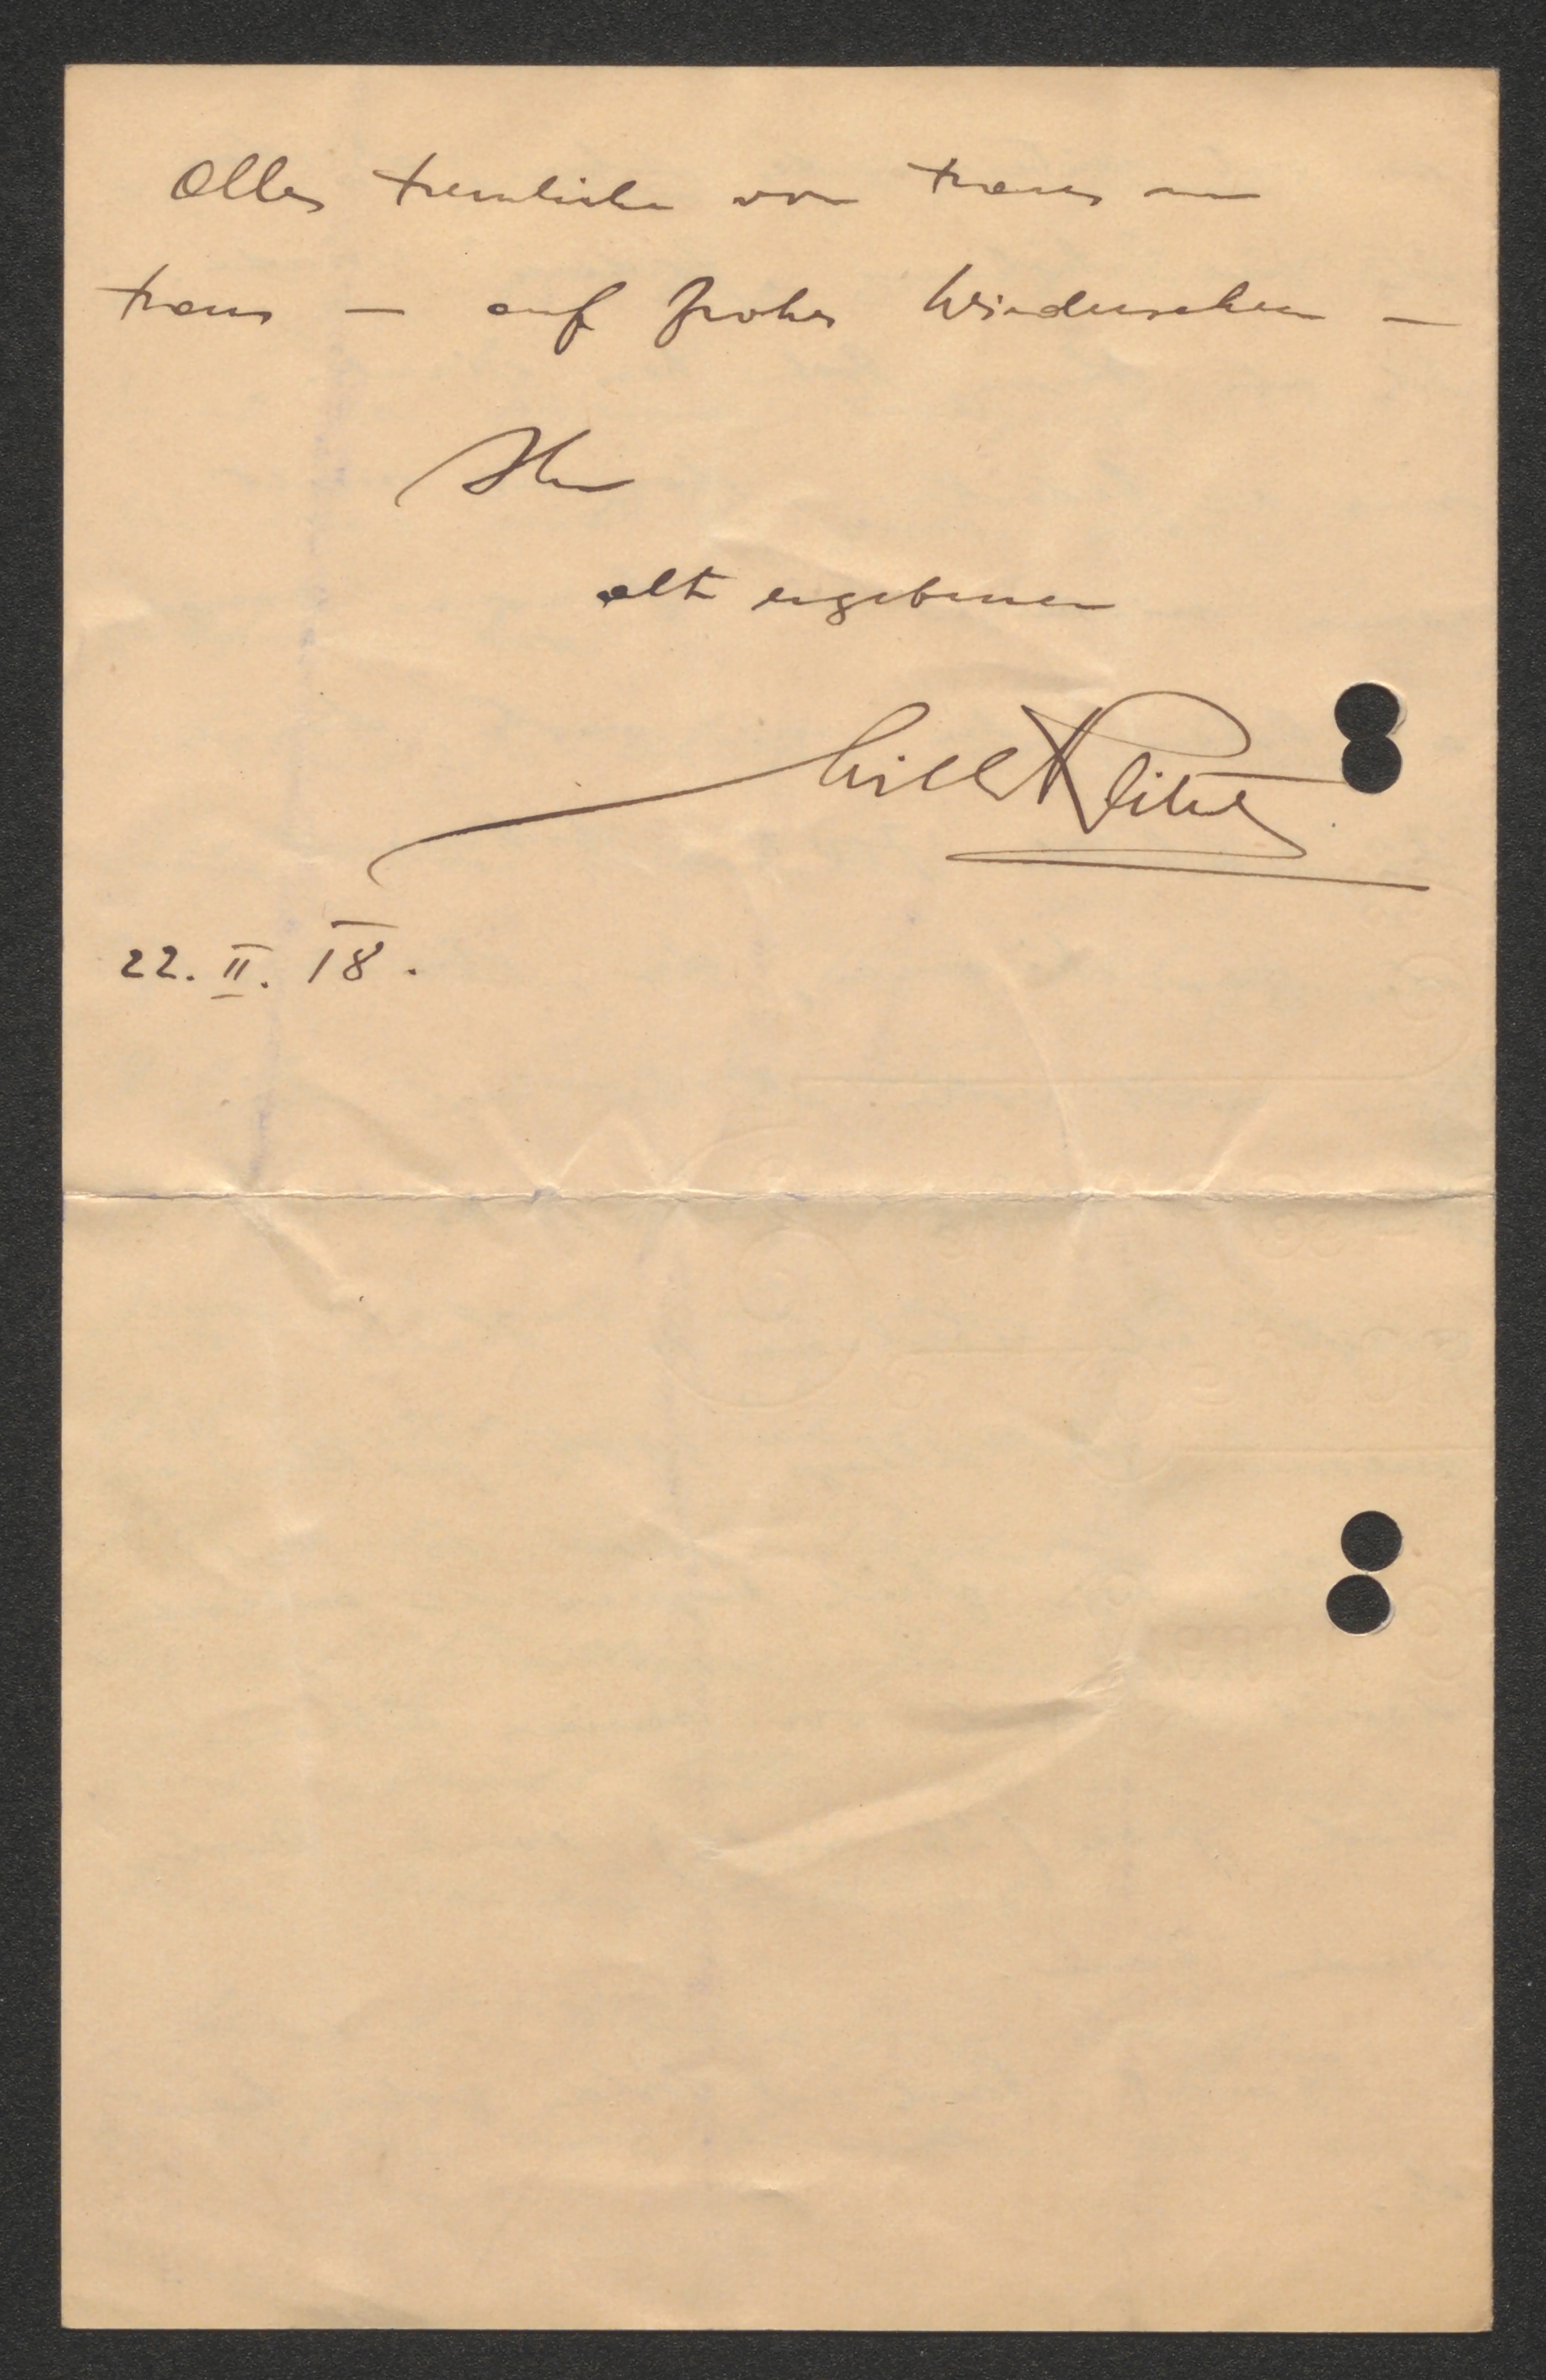 Alles freundliche von Haus zu
Haus — auf frohes Wiedersehen —
Ihr
alt ergebener
22. II. 18.